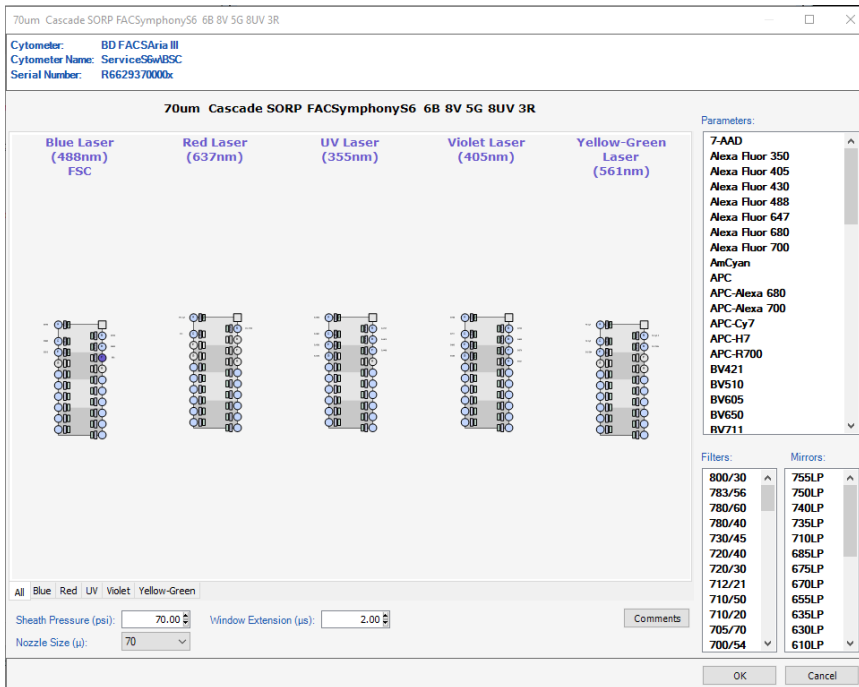 70um Cascade SORP FACSymphonyS6 6B 8V 5G 8UV 3R
Cytometer: BD FACSAria III
Cytometer Name: ServiceS6w\BSC
Serial Number: R6629370000x
70um Cascade SORP FACSymphonyS6 6B 8V 5G 8UV 3R
Blue Laser
(488nm)
FSC
Red Laser
(637nm)
UV Laser
(355nm)
Violet Laser
(405nm)
Yellow-Green
Laser
(561nm)
Parameters:
7-AAD
Alexa Fluor 350
Alexa Fluor 405
Alexa Fluor 430
Alexa Fluor 488
Alexa Fluor 647
Alexa Fluor 680
Alexa Fluor 700
AmCyan
APC
APC-Alexa 680
APC-Alexa 700
APC-Cy7
APC-H7
APC-R700
BV421
BV510
BV605
BV650
BV711
Filters:
800/30
783/56
780/60
780/40
730/45
720/40
720/30
712/21
710/50
710/20
705/70
700/54
Mirrors:
755LP
750LP
740LP
735LP
710LP
685LP
675LP
670LP
655LP
635LP
630LP
610LP
All Blue Red UV Violet Yellow-Green
Sheath Pressure (psi): 70.00 Window Extension (µs): 2.00 Comments
Nozzle Size (µ): 70
OK Cancel